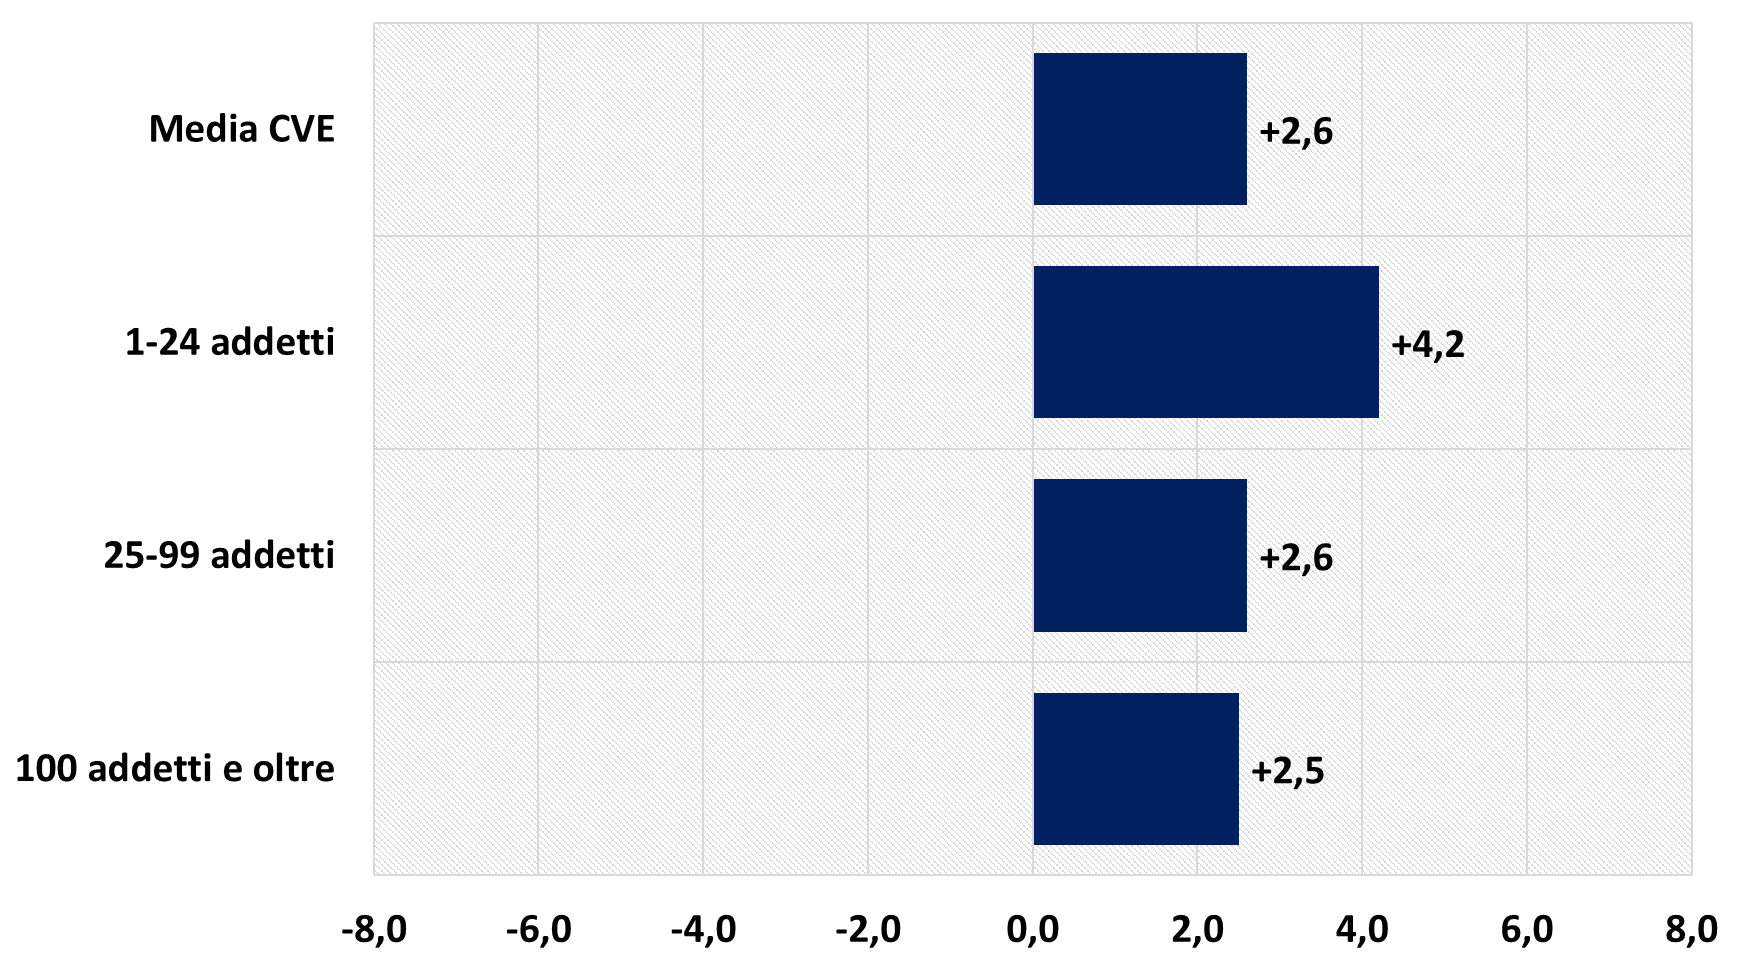 Media CVE
+2,6
1-24 addetti
+4,2
25-99 addetti
+2,6
100 addetti e oltre
+2,5
-8,0 -6,0 -4,0 -2,0 0,0 2,0 4,0 6,0 8,0